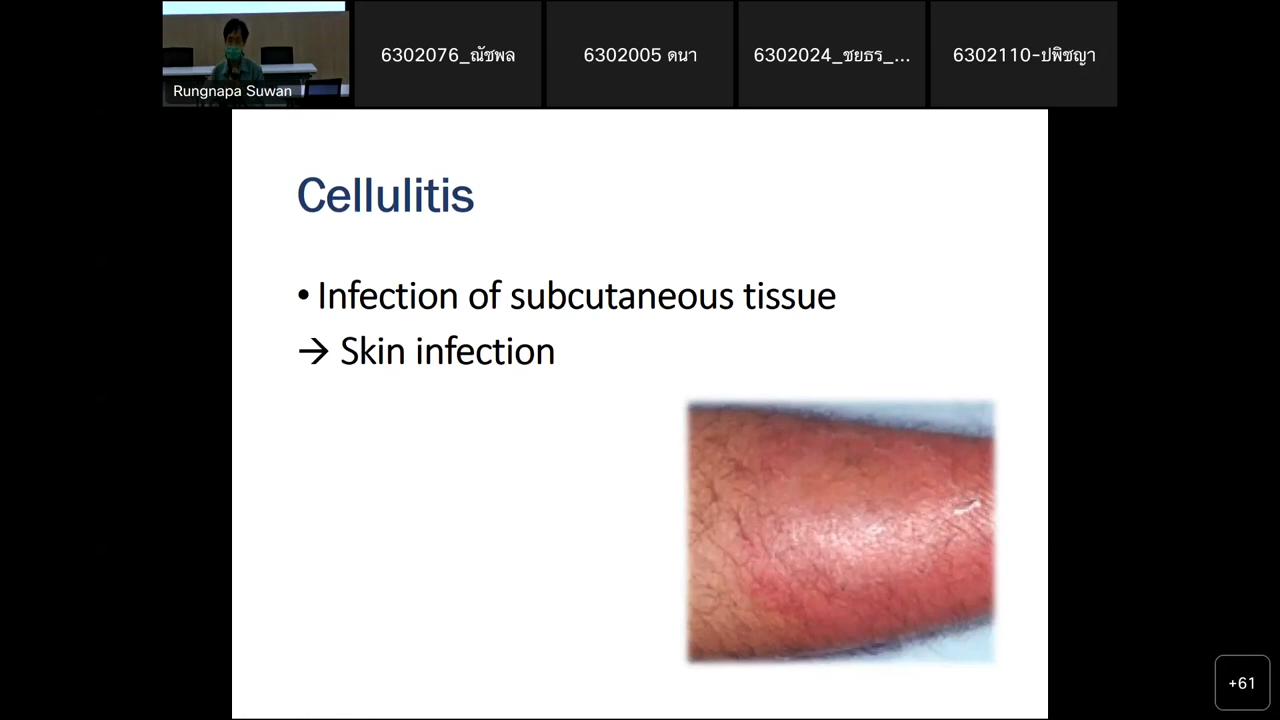 Rungnapa Suwan
6302076_ณัชพล
6302005 ดนา
6302024_ชยธร_...
6302110-ปพิชญา
Cellulitis
• Infection of subcutaneous tissue
→ Skin infection
+61